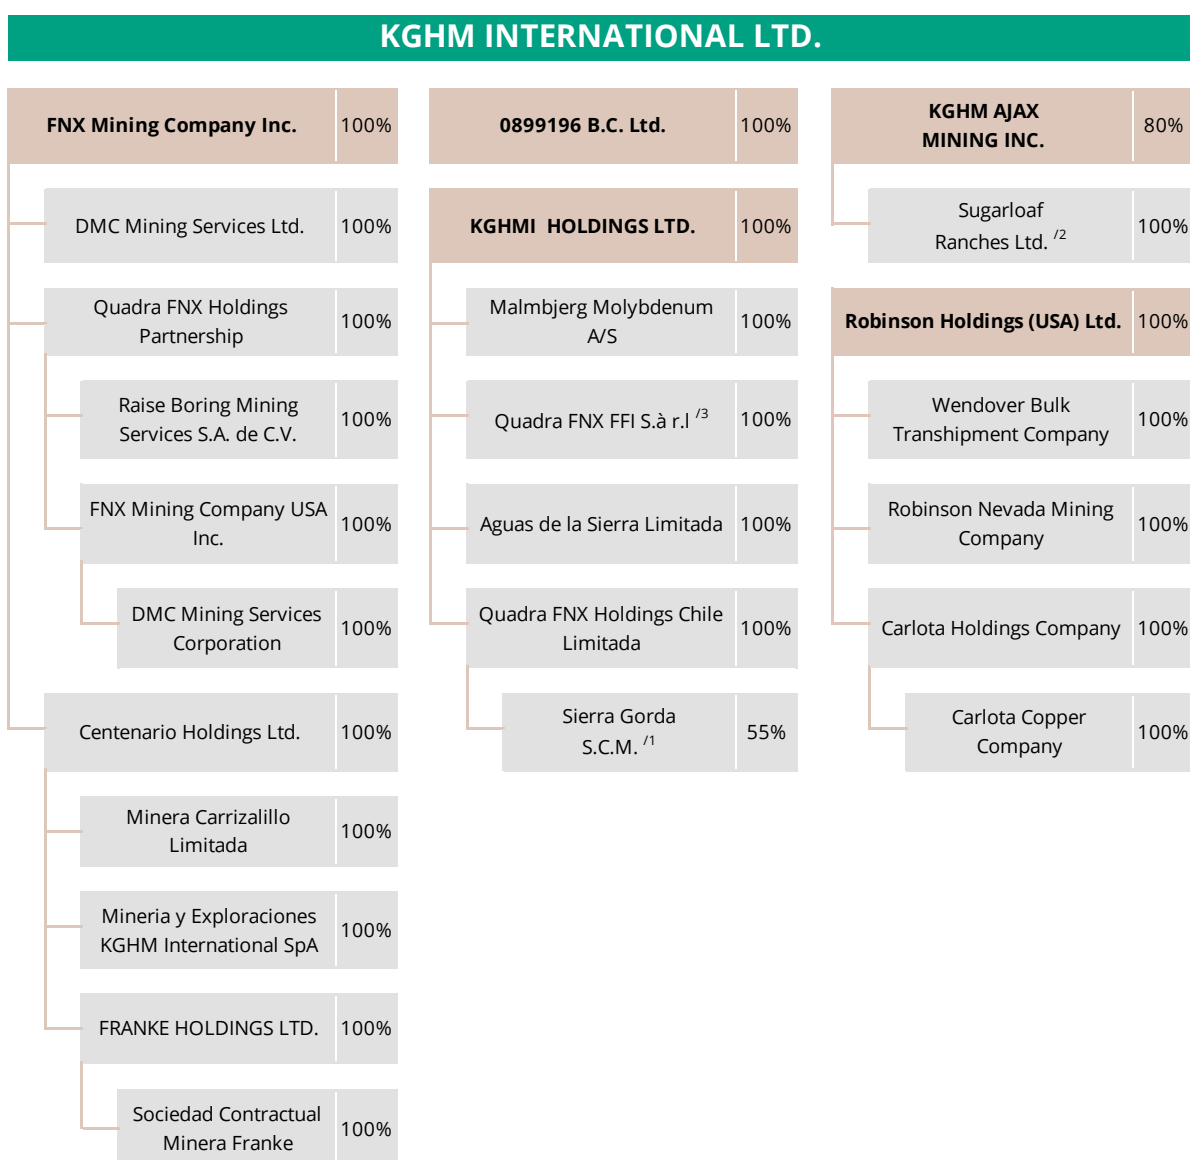 KGHM INTERNATIONAL LTD.
FNX Mining Company Inc. 100%
DMC Mining Services Ltd. 100%
Quadra FNX Holdings
Partnership 100%
Raise Boring Mining
Services S.A. de C.V. 100%
FNX Mining Company USA
Inc. 100%
DMC Mining Services
Corporation 100%
Centenario Holdings Ltd. 100%
Minera Carrizalillo
Limitada 100%
Mineria y Exploraciones
KGHM International SpA 100%
FRANKE HOLDINGS LTD. 100%
Sociedad Contractual
Minera Franke 100%
0899196 B.C. Ltd. 100%
KGHMI HOLDINGS LTD. 100%
Malmbjerg Molybdenum
A/S 100%
Quadra FNX FFI S.à r.l /3 100%
Aguas de la Sierra Limitada 100%
Quadra FNX Holdings Chile
Limitada 100%
Sierra Gorda
S.C.M. /1 55%
KGHM AJAX
MINING INC. 80%
Sugarloaf
Ranches Ltd. /2 100%
Robinson Holdings (USA) Ltd. 100%
Wendover Bulk
Transhipment Company 100%
Robinson Nevada Mining
Company 100%
Carlota Holdings Company 100%
Carlota Copper
Company 100%